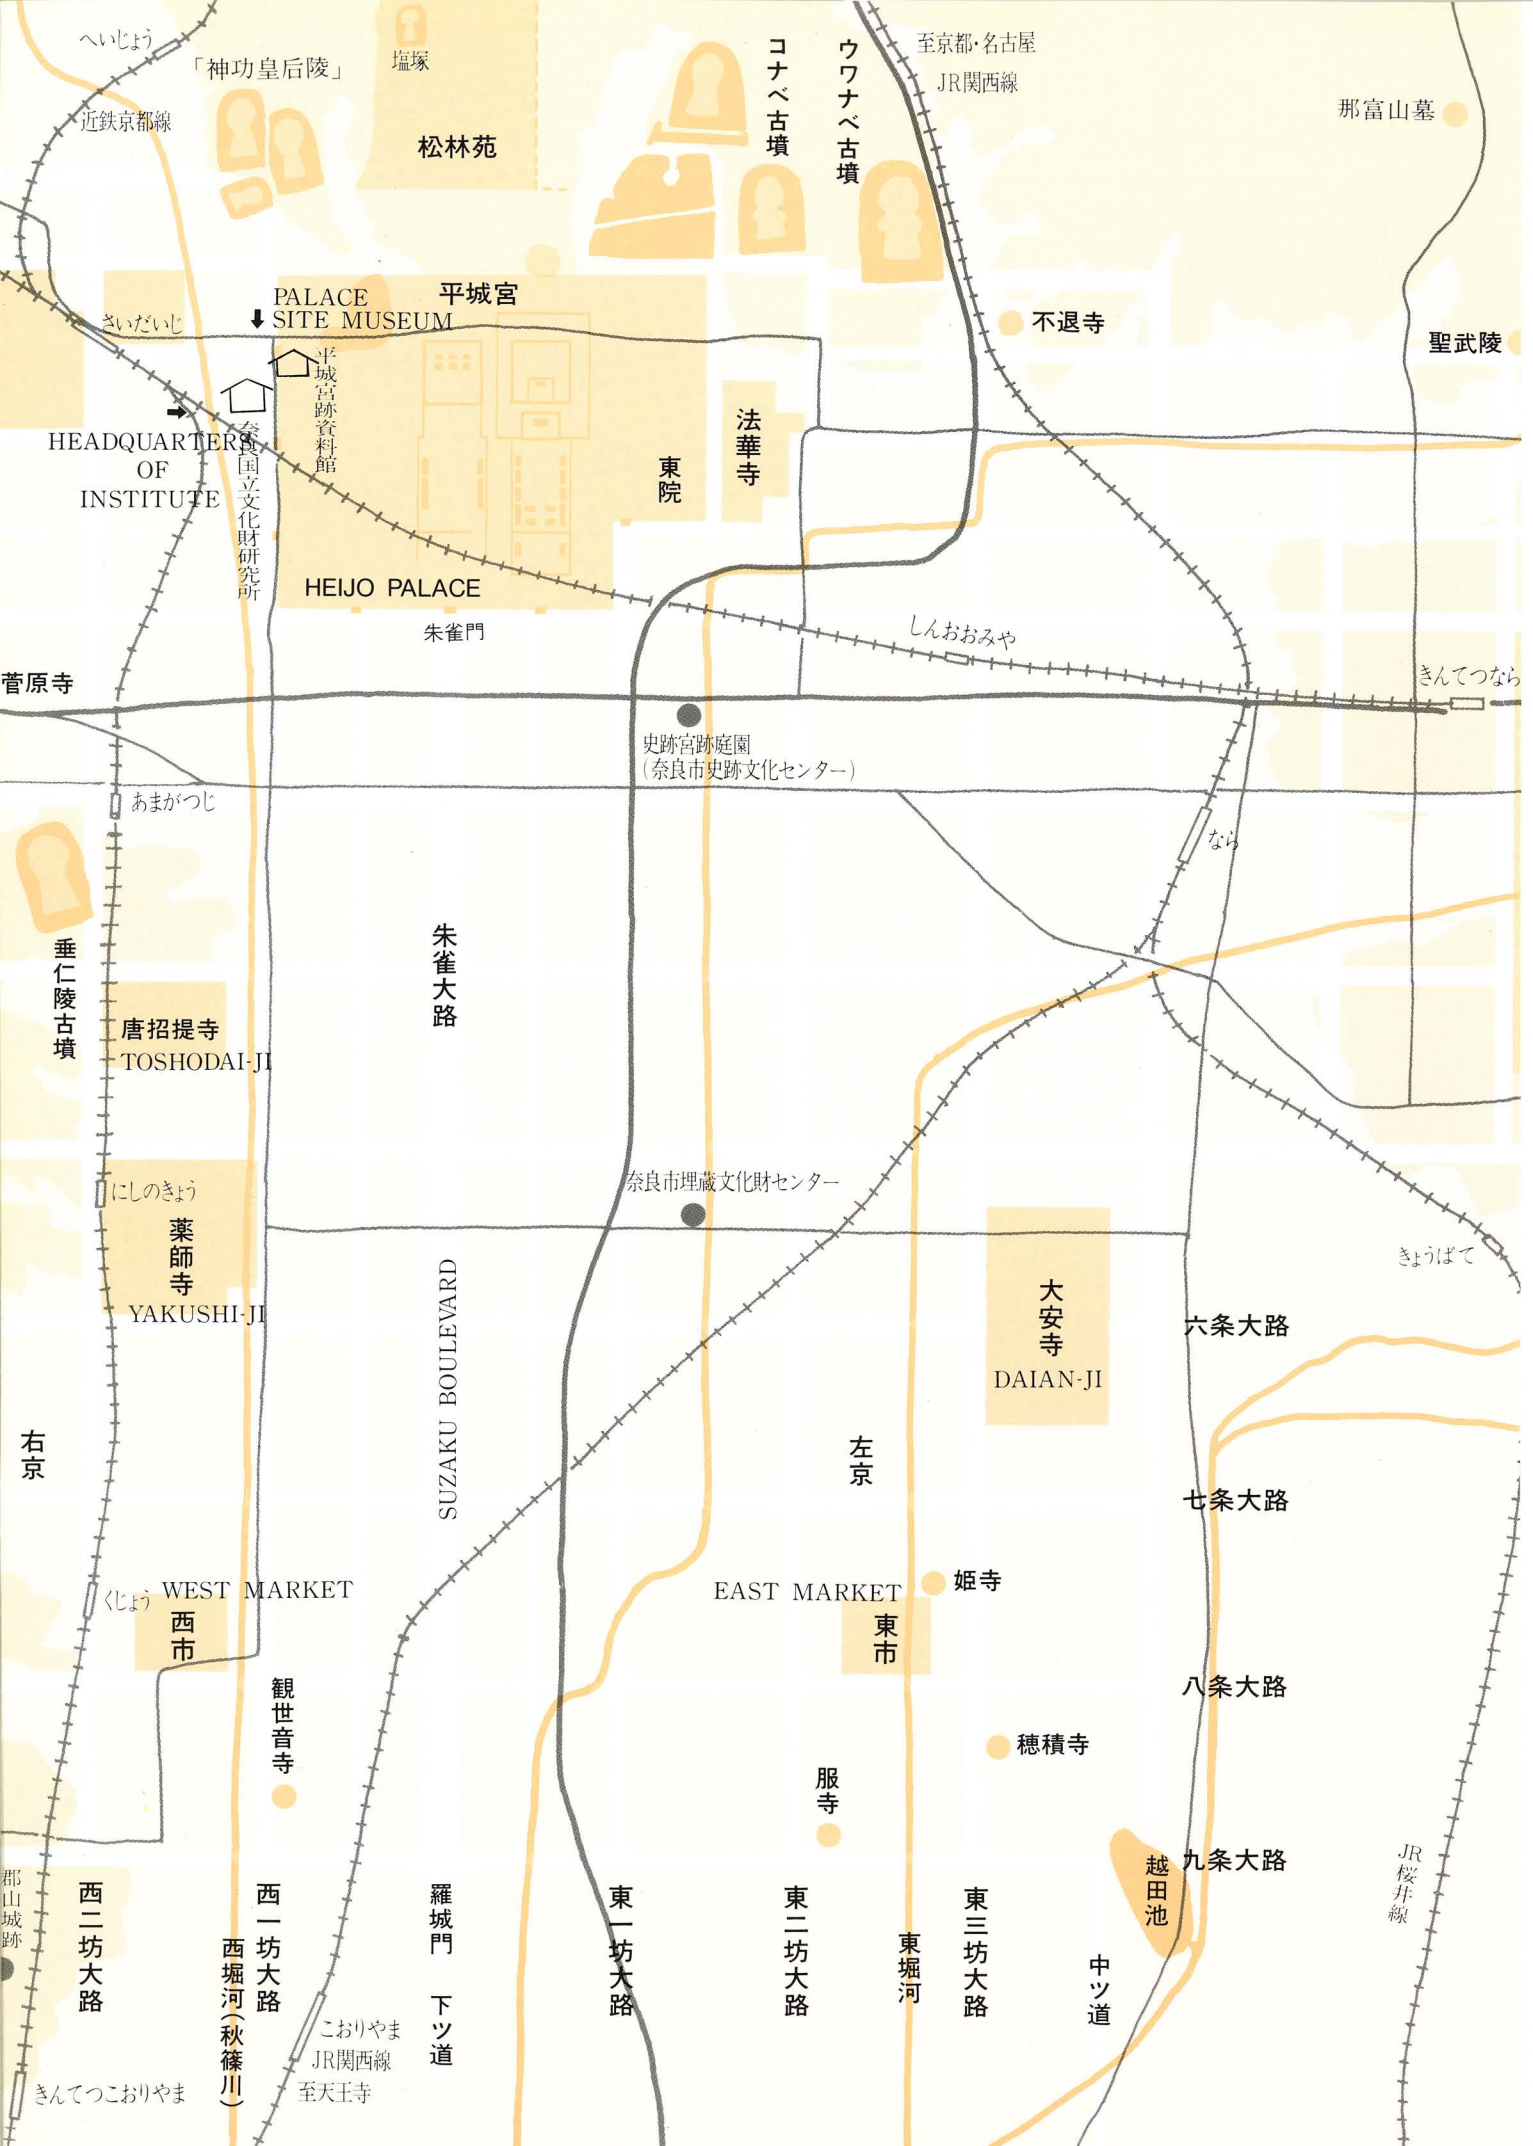 へいじょう
「神功皇后陵」
塩塚
コナベ古墳
ウワナベ古墳
至京都・名古屋
JR関西線
那富山墓
近鉄京都線
松林苑
PALACE
SITE MUSEUM
平城宮
さいだいじ
不退寺
聖武陵
平城宮跡資料館
法華寺
東院
HEADQUARTERS
OF
INSTITUTE
奈良国立文化財研究所
HEIJO PALACE
朱雀門
しんおおみや
菅原寺
きんてつなら
史跡宮跡庭園
(奈良市史跡文化センター)
あまがつじ
なら
垂仁陵古墳
朱雀大路
唐招提寺
TOSHODAI-JI
にしのきょう
奈良市埋蔵文化財センター
薬師寺
YAKUSHI-JI
SUZAKU BOULEVARD
大安寺
DAIAN-JI
きょうばて
六条大路
右京
左京
七条大路
くじょう
WEST MARKET
西市
EAST MARKET
東市
姫寺
観世音寺
八条大路
穂積寺
服寺
越田池
九条大路
JR桜井線
郡山城跡
西二坊大路
西一坊大路
西堀河(秋篠川)
羅城門
下ツ道
東一坊大路
東二坊大路
東堀河
東三坊大路
中ツ道
こおりやま
JR関西線
至天王寺
きんてつこおりやま